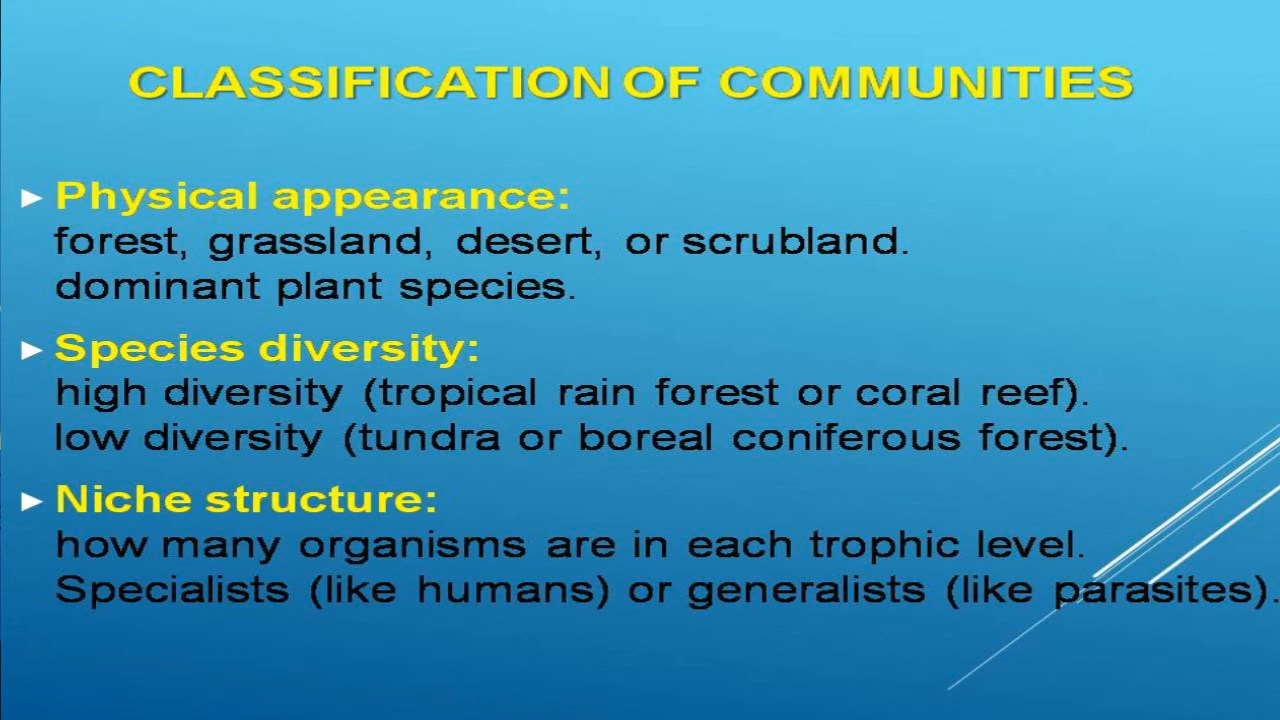 CLASSIFICATION OF COMMUNITIES
Physical appearance:
forest, grassland, desert, or scrubland.
dominant plant species.
Species diversity:
high diversity (tropical rain forest or coral reef).
low diversity (tundra or boreal coniferous forest).
Niche structure:
how many organisms are in each trophic level.
Specialists (like humans) or generalists (like parasites).